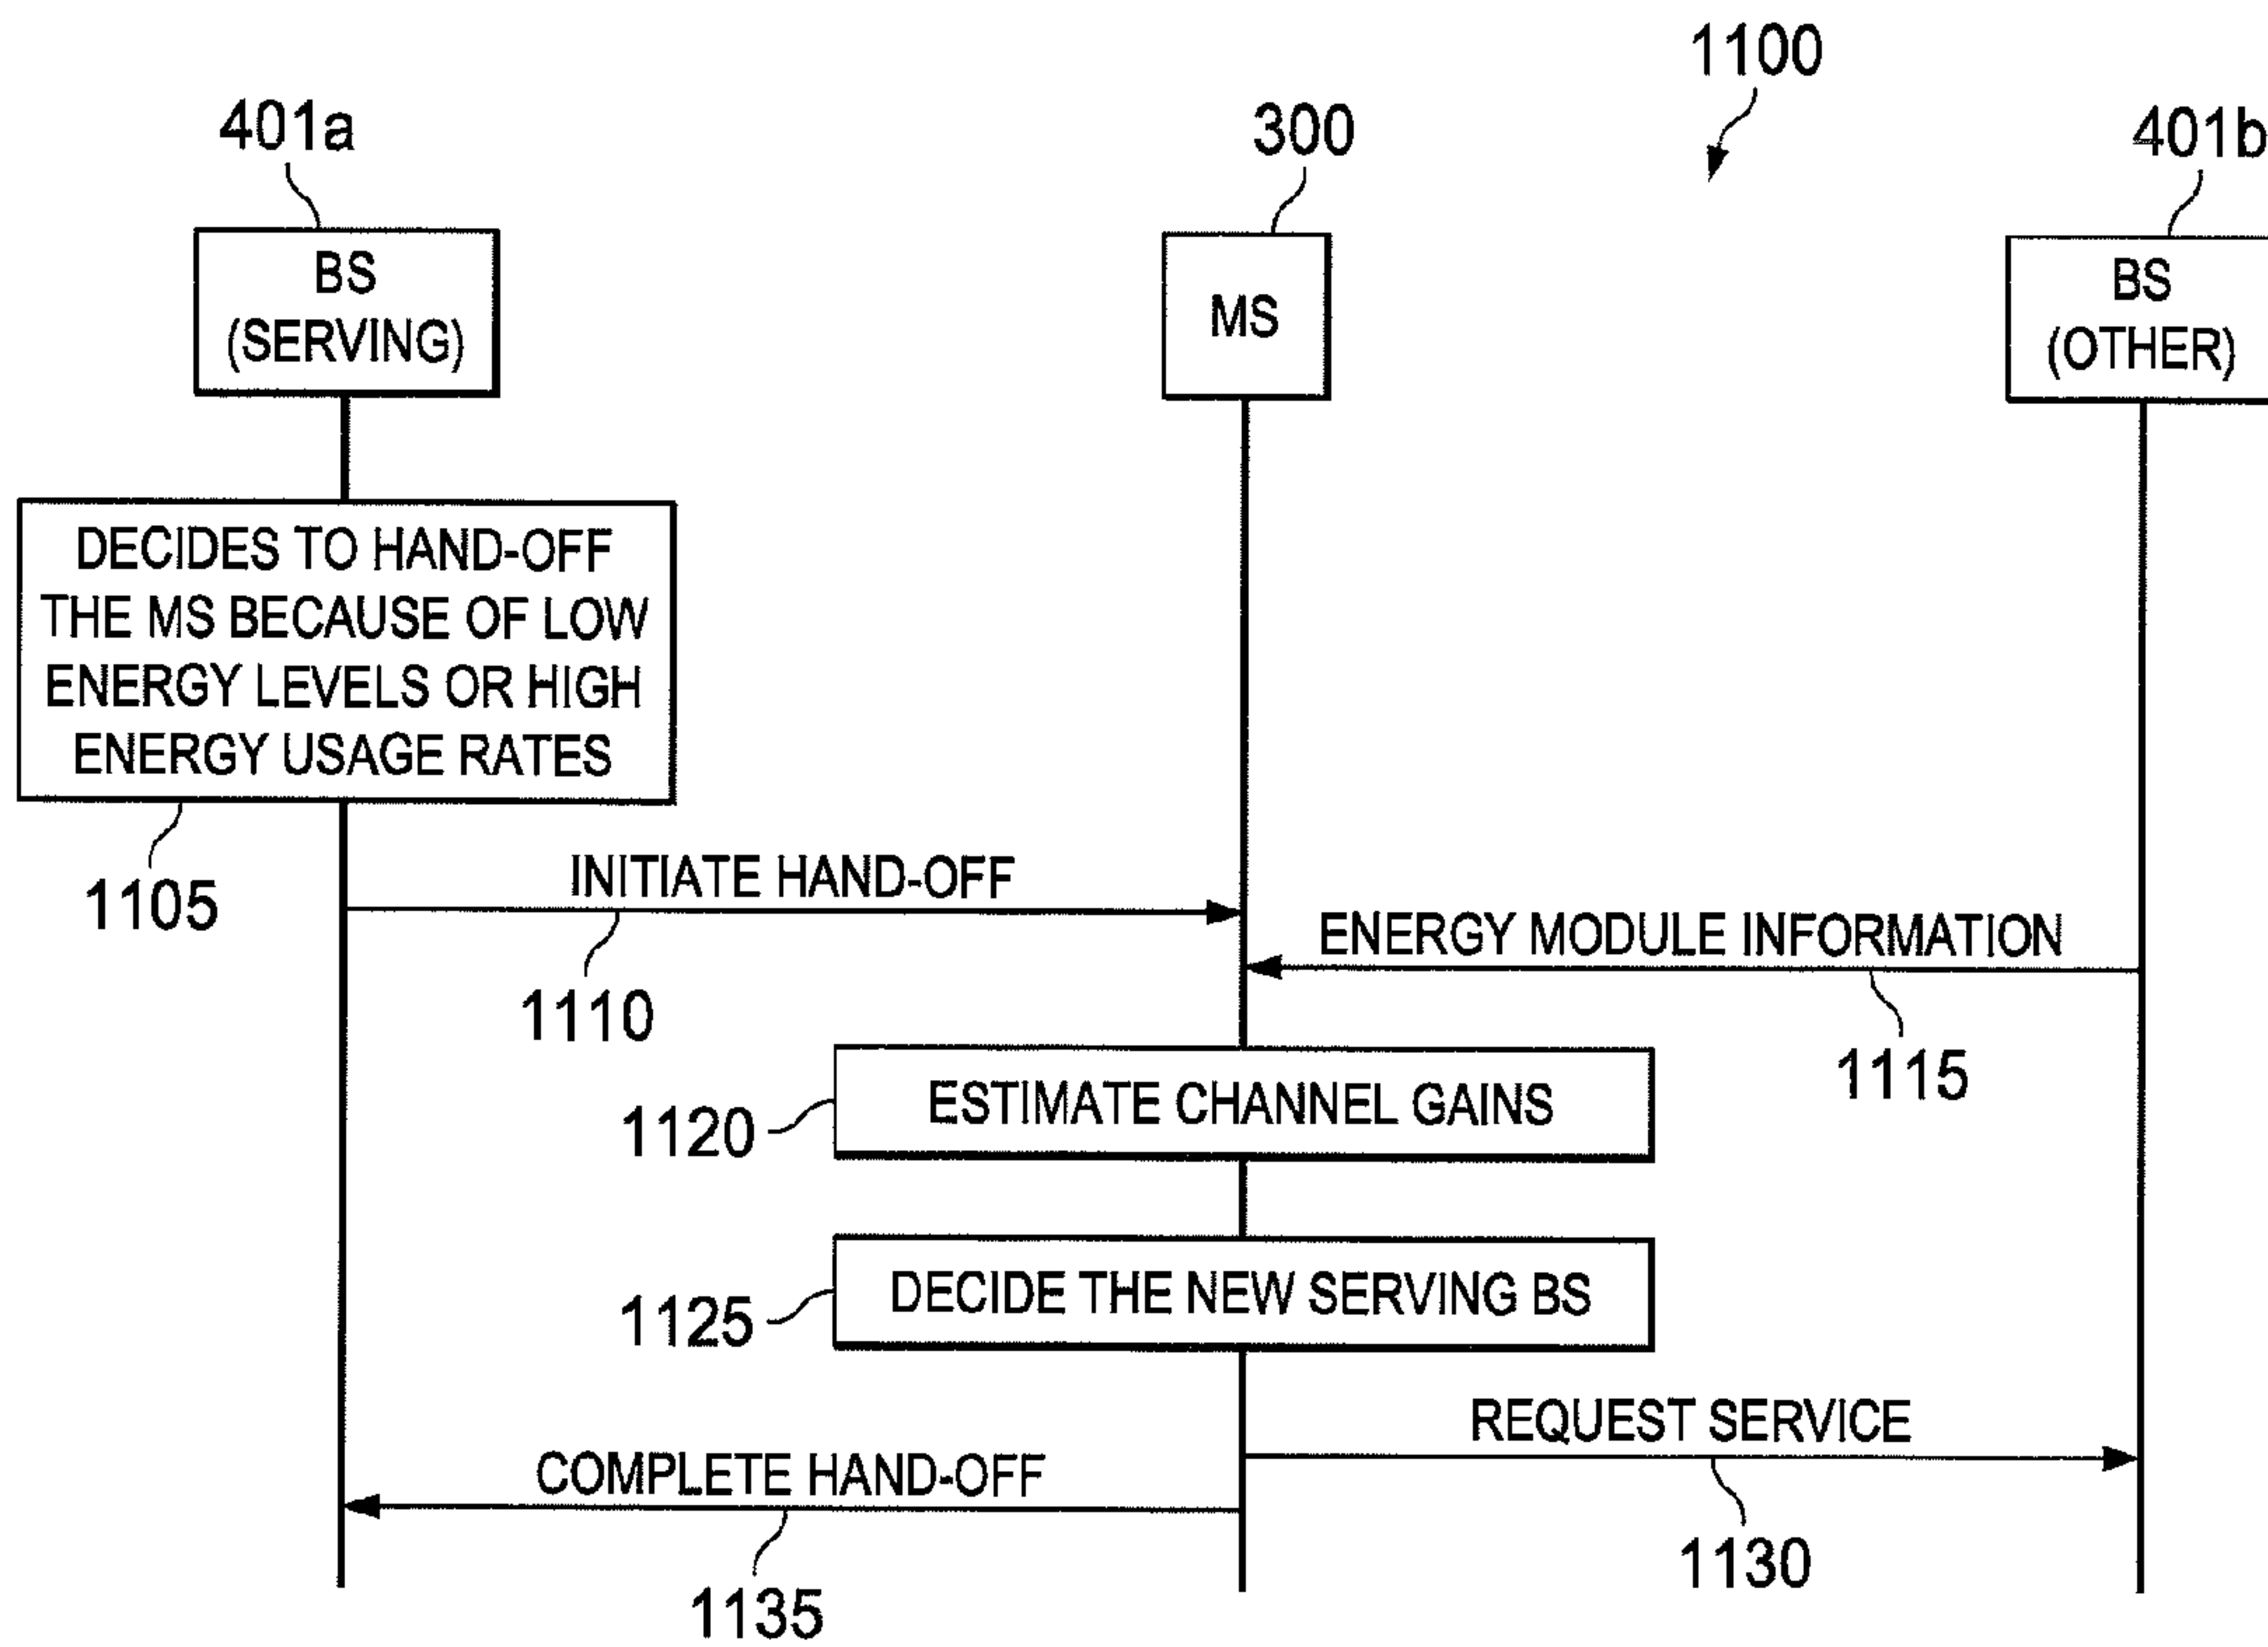 1100
401a
300
401b
BS
(SERVING)
MS
BS
(OTHER)
DECIDES TO HAND-OFF
THE MS BECAUSE OF LOW
ENERGY LEVELS OR HIGH
ENERGY USAGE RATES
1105
INITIATE HAND-OFF
1110
ENERGY MODULE INFORMATION
1115
ESTIMATE CHANNEL GAINS
1120
DECIDE THE NEW SERVING BS
1125
REQUEST SERVICE
1130
COMPLETE HAND-OFF
1135